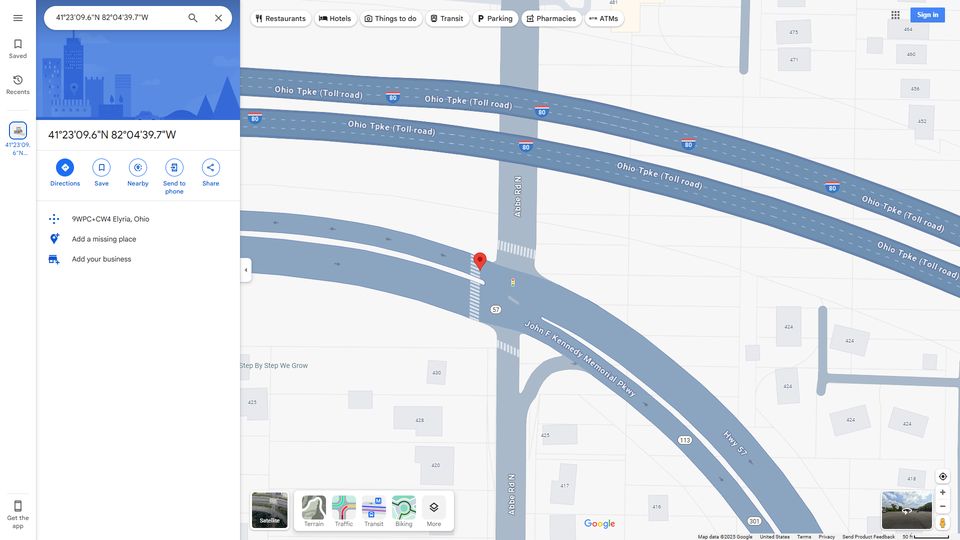 41°23'09.6"N 82°04'39.7"W
Restaurants
Hotels
Things to do
Transit
Parking
Pharmacies
ATMs
Sign in
Saved
Recents
41°23'09.
6"N...
41°23'09.6"N 82°04'39.7"W
Directions
Save
Nearby
Send to
phone
Share
9WPC+CW4 Elyria, Ohio
Add a missing place
Add your business
Get the
app
481
475
471
464
460
456
452
Ohio Tpke (Toll road)
Ohio Tpke (Toll road)
Ohio Tpke (Toll road)
Ohio Tpke (Toll road)
Ohio Tpke (Toll road)
Ohio Tpke (Toll road)
80
80
80
80
80
80
Abbe Rd N
57
John F Kennedy Memorial Pkwy
Step By Step We Grow
430
425
428
420
425
417
416
424
424
424
424
424
424
418
Hwy 57
113
301
Abbe Rd N
Satellite
Terrain
Traffic
Transit
Biking
More
Google
Map data ©2025 Google
United States
Terms
Privacy
Send Product Feedback
50 ft